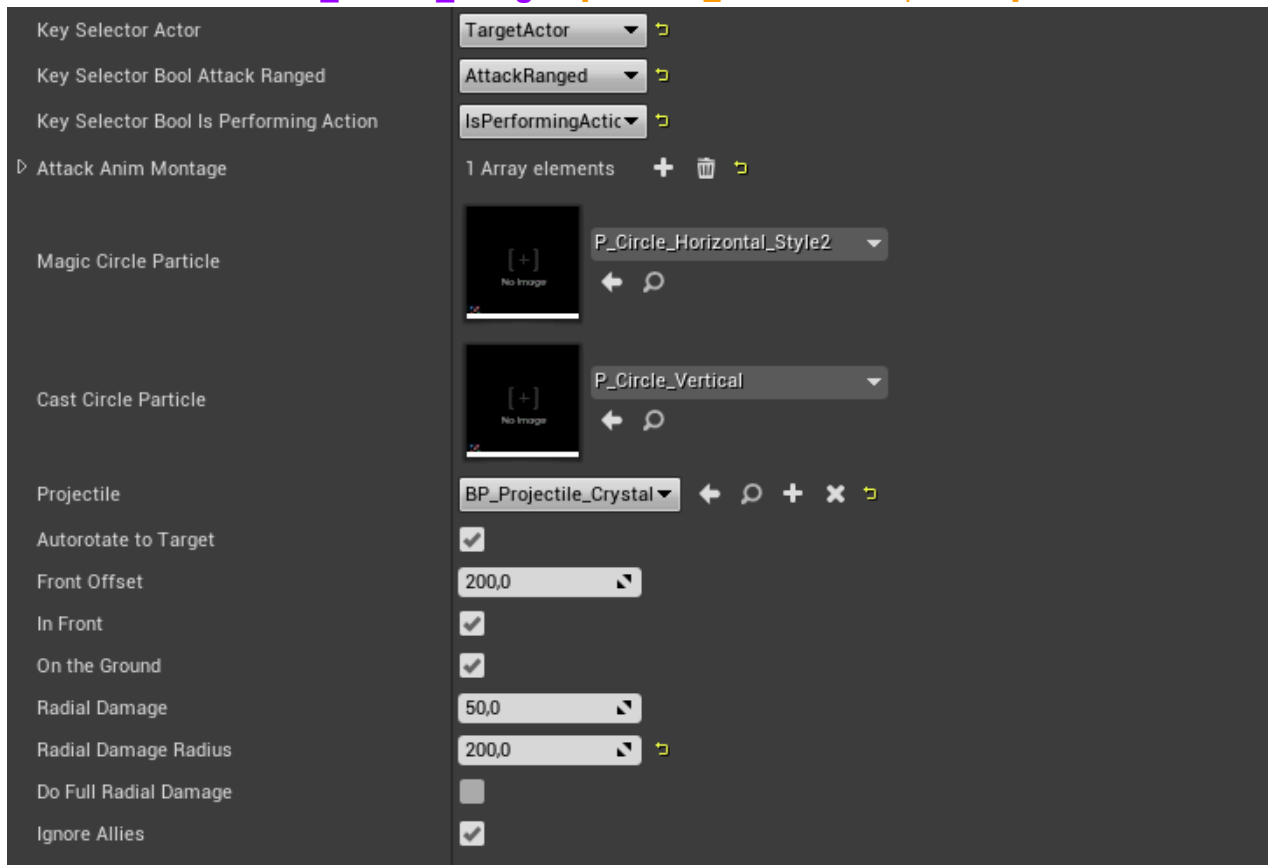 Key Selector Actor TargetActor
Key Selector Bool Attack Ranged AttackRanged
Key Selector Bool Is Performing Action IsPerformingActic
Attack Anim Montage 1 Array elements
Magic Circle Particle [+] No Image P_Circle_Horizontal_Style2
Cast Circle Particle [+] No Image P_Circle_Vertical
Projectile BP_Projectile_Crystal
Autorotate to Target
Front Offset 200,0
In Front
On the Ground
Radial Damage 50,0
Radial Damage Radius 200,0
Do Full Radial Damage
Ignore Allies